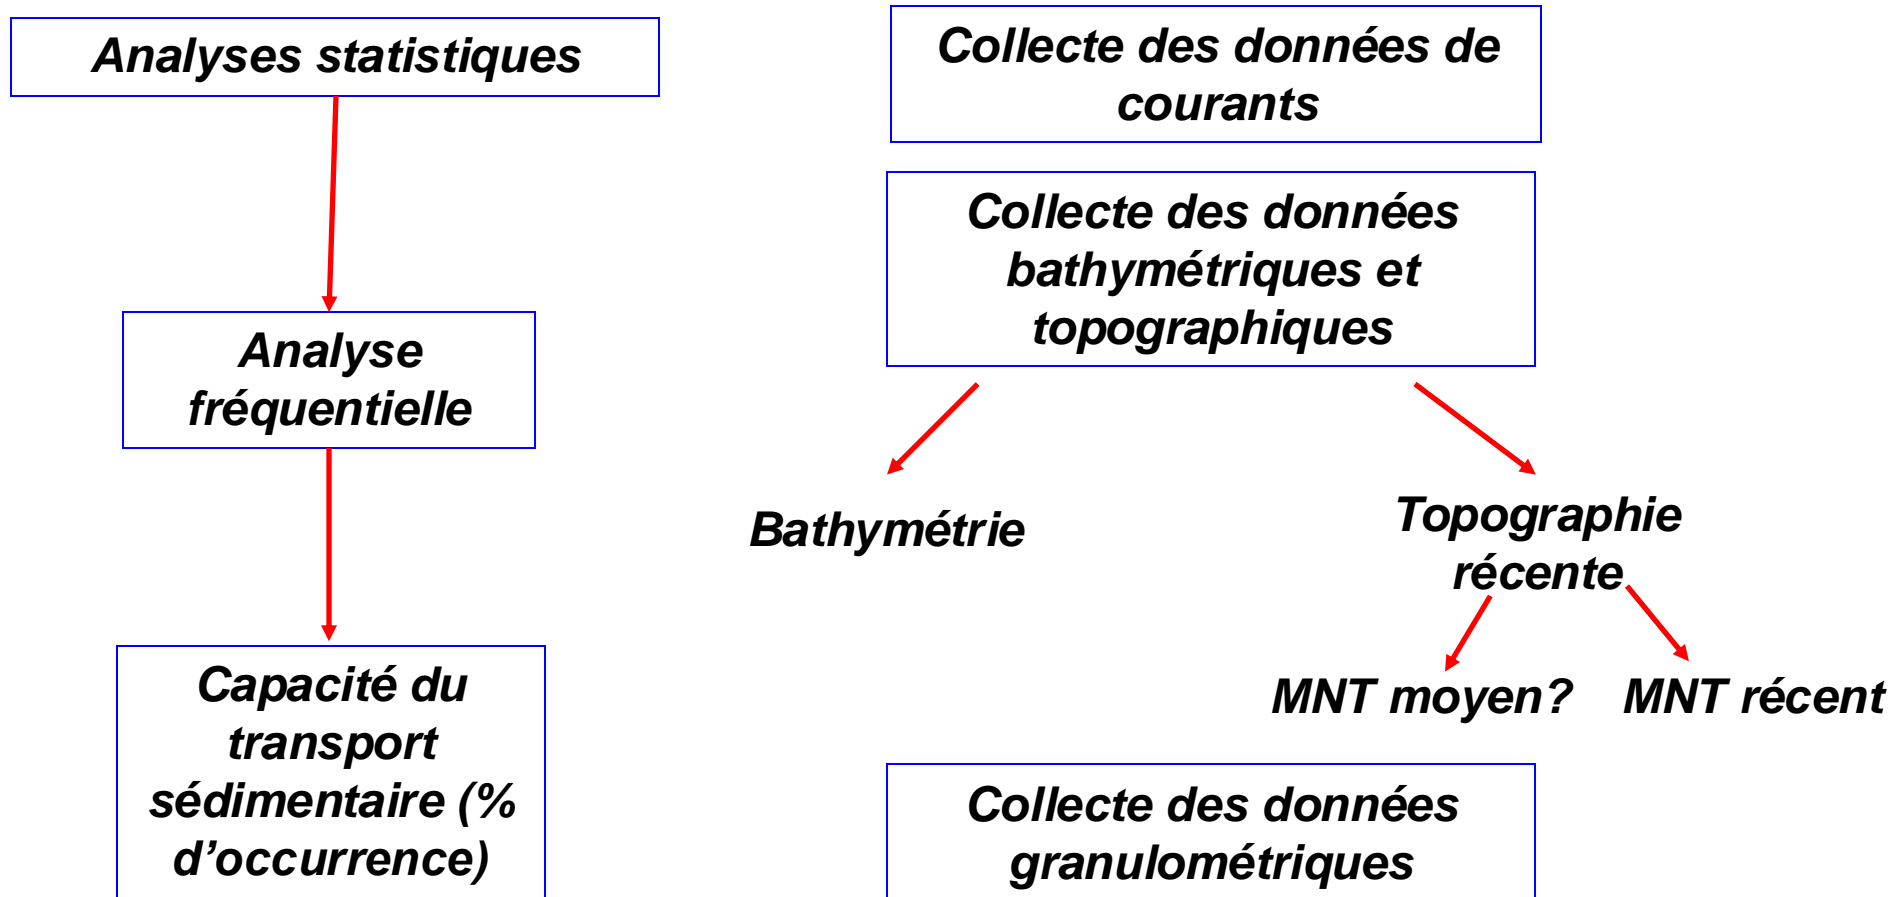 Analyses statistiques
Analyse
fréquentielle
Capacité du
transport
sédimentaire (%
d’occurrence)
Collecte des données de
courants
Collecte des données
bathymétriques et
topographiques
Bathymétrie
Topographie
récente
MNT moyen?
MNT récent
Collecte des données
granulométriques